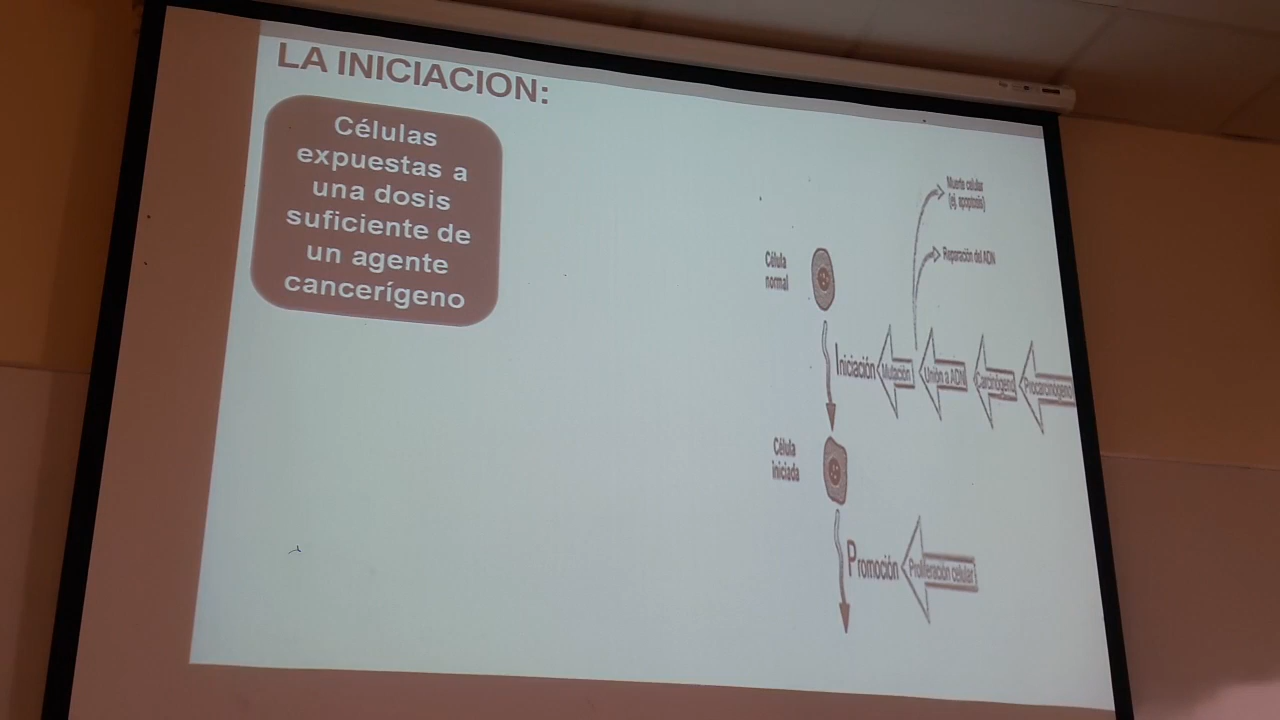 LA INICIACION:
Células
expuestas a
una dosis
suficiente de
un agente
cancerígeno
Muerte celular
(ej. apoptosis)
Reparación del ADN
Célula
normal
Iniciación
Mutación
Unión a ADN
Carcinógeno
Procarcinógeno
Célula
iniciada
Promoción
Proliferación celular